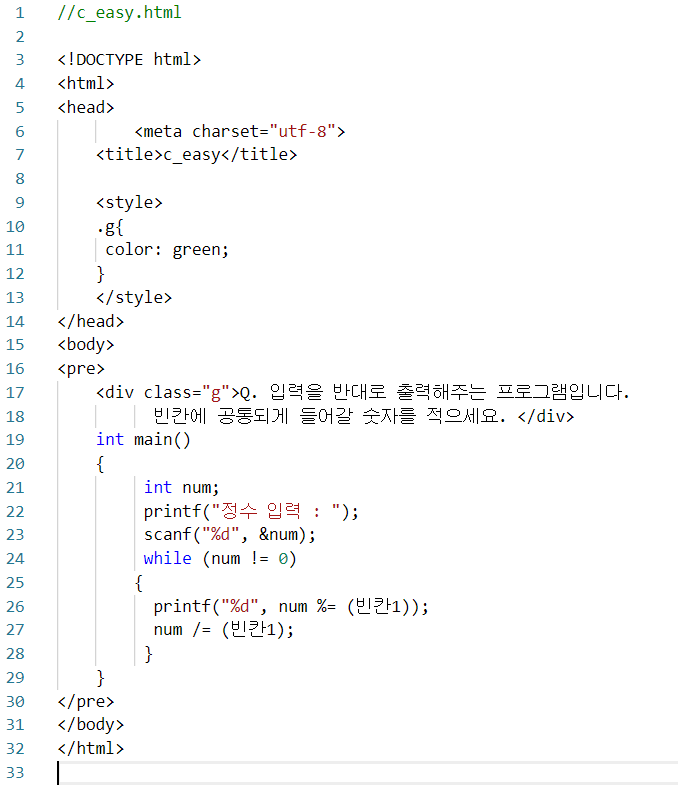 1 //c_easy.html
2
3 <!DOCTYPE html>
4 <html>
5 <head>
6         <meta charset="utf-8">
7     <title>c_easy</title>
8
9     <style>
10     .g{
11      color: green;
12     }
13     </style>
14 </head>
15 <body>
16 <pre>
17     <div class="g">Q. 입력을 반대로 출력해주는 프로그램입니다.
18           빈칸에 공통되게 들어갈 숫자를 적으세요. </div>
19     int main()
20     {
21          int num;
22          printf("정수 입력 : ");
23          scanf("%d", &num);
24          while (num != 0)
25         {
26           printf("%d", num %= (빈칸1));
27           num /= (빈칸1);
28          }
29     }
30 </pre>
31 </body>
32 </html>
33